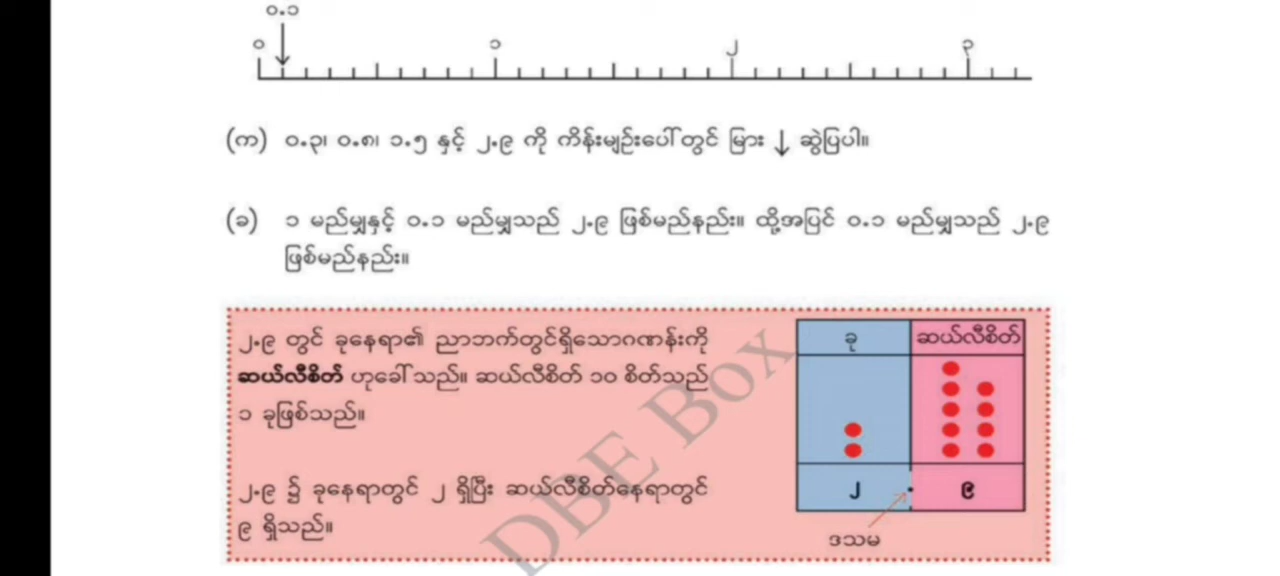 ၀.၁
၀ ၁ ၂ ၃
(က) ၀.၃၊ ၀.၈၊ ၁.၅ နှင့် ၂.၉ ကို ကိန်းမျဉ်းပေါ်တွင် မြား ↓ ဆွဲပြပါ။
(ခ) ၁ မည်မျှနှင့် ၀.၁ မည်မျှသည် ၂.၉ ဖြစ်မည်နည်း။ ထို့အပြင် ၀.၁ မည်မျှသည် ၂.၉
ဖြစ်မည်နည်း။
၂.၉ တွင် ခုနေရာ၏ ညာဘက်တွင်ရှိသောဂဏန်းကို
ဆယ်လီစိတ် ဟုခေါ်သည်။ ဆယ်လီစိတ် ၁၀ စိတ်သည်
၁ ခုဖြစ်သည်။
၂.၉ ၌ ခုနေရာတွင် ၂ ရှိပြီး ဆယ်လီစိတ်နေရာတွင်
၉ ရှိသည်။
ခု ဆယ်လီစိတ်
၂ . ၉
ဒသမ
DBE Box